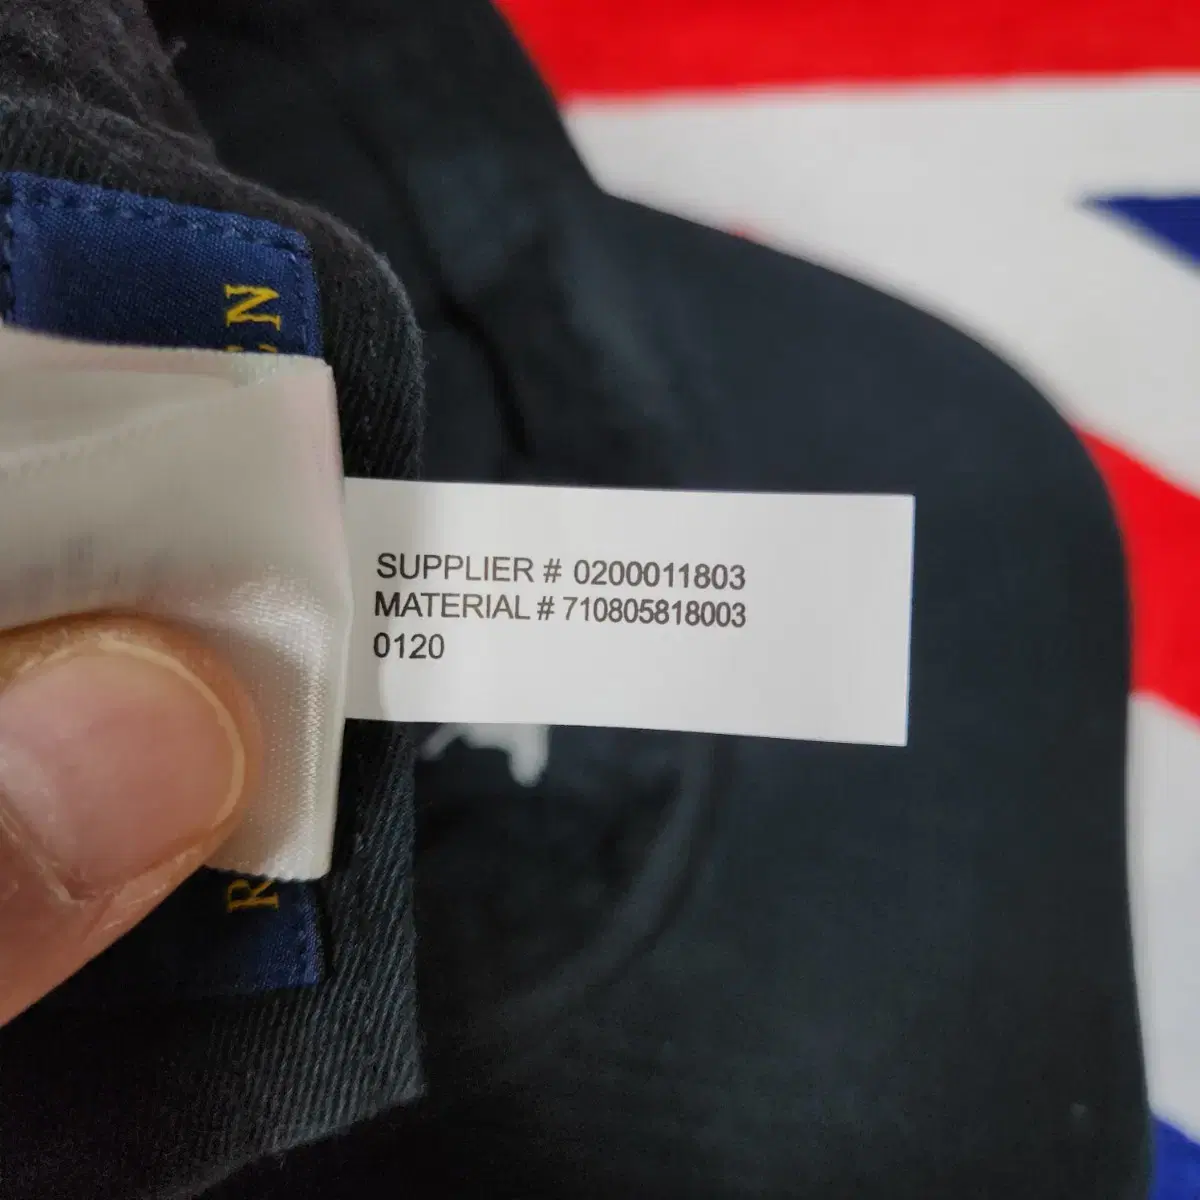 SUPPLIER # 0200011803
MATERIAL # 710805818003
0120